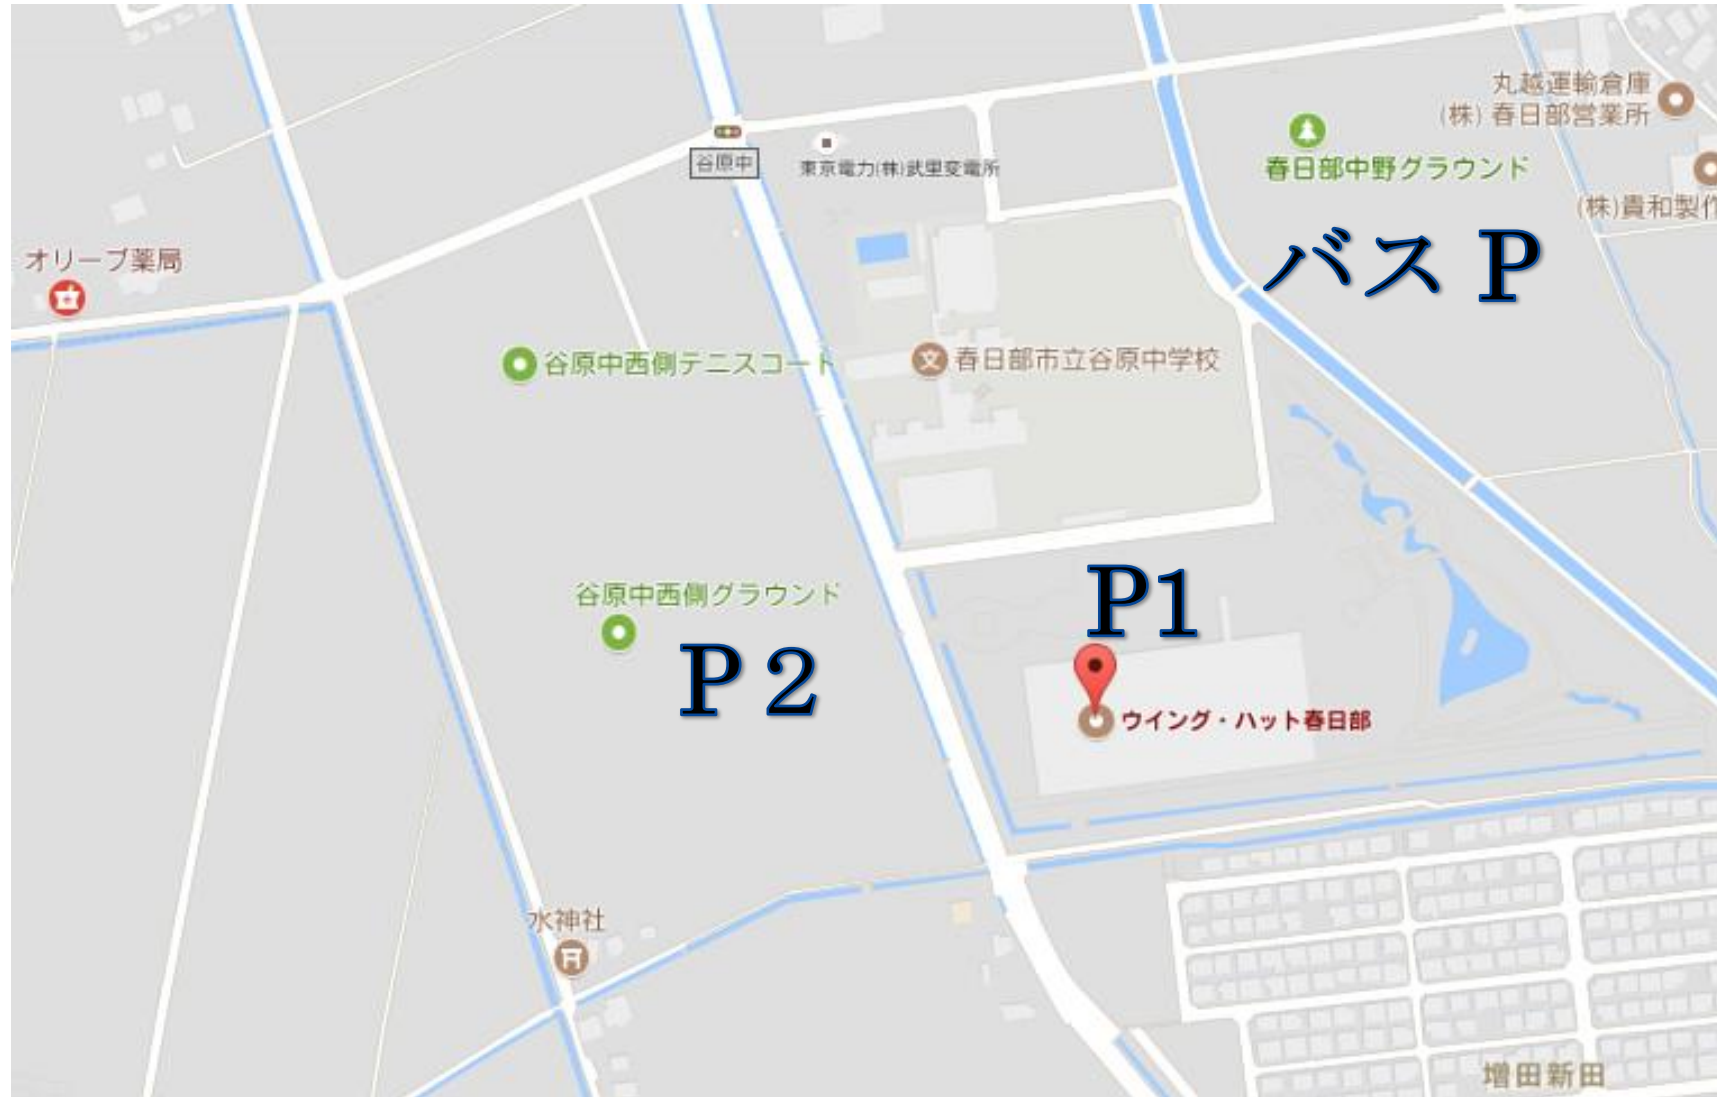 丸越運輸倉庫
(株)春日部営業所
谷原中
東京電力(株)武里変電所
春日部中野グラウンド
(株)貴和製作
バス P
オリーブ薬局
谷原中西側テニスコート
文
春日部市立谷原中学校
谷原中西側グラウンド
P1
P 2
ウイング・ハット春日部
水神社
増田新田